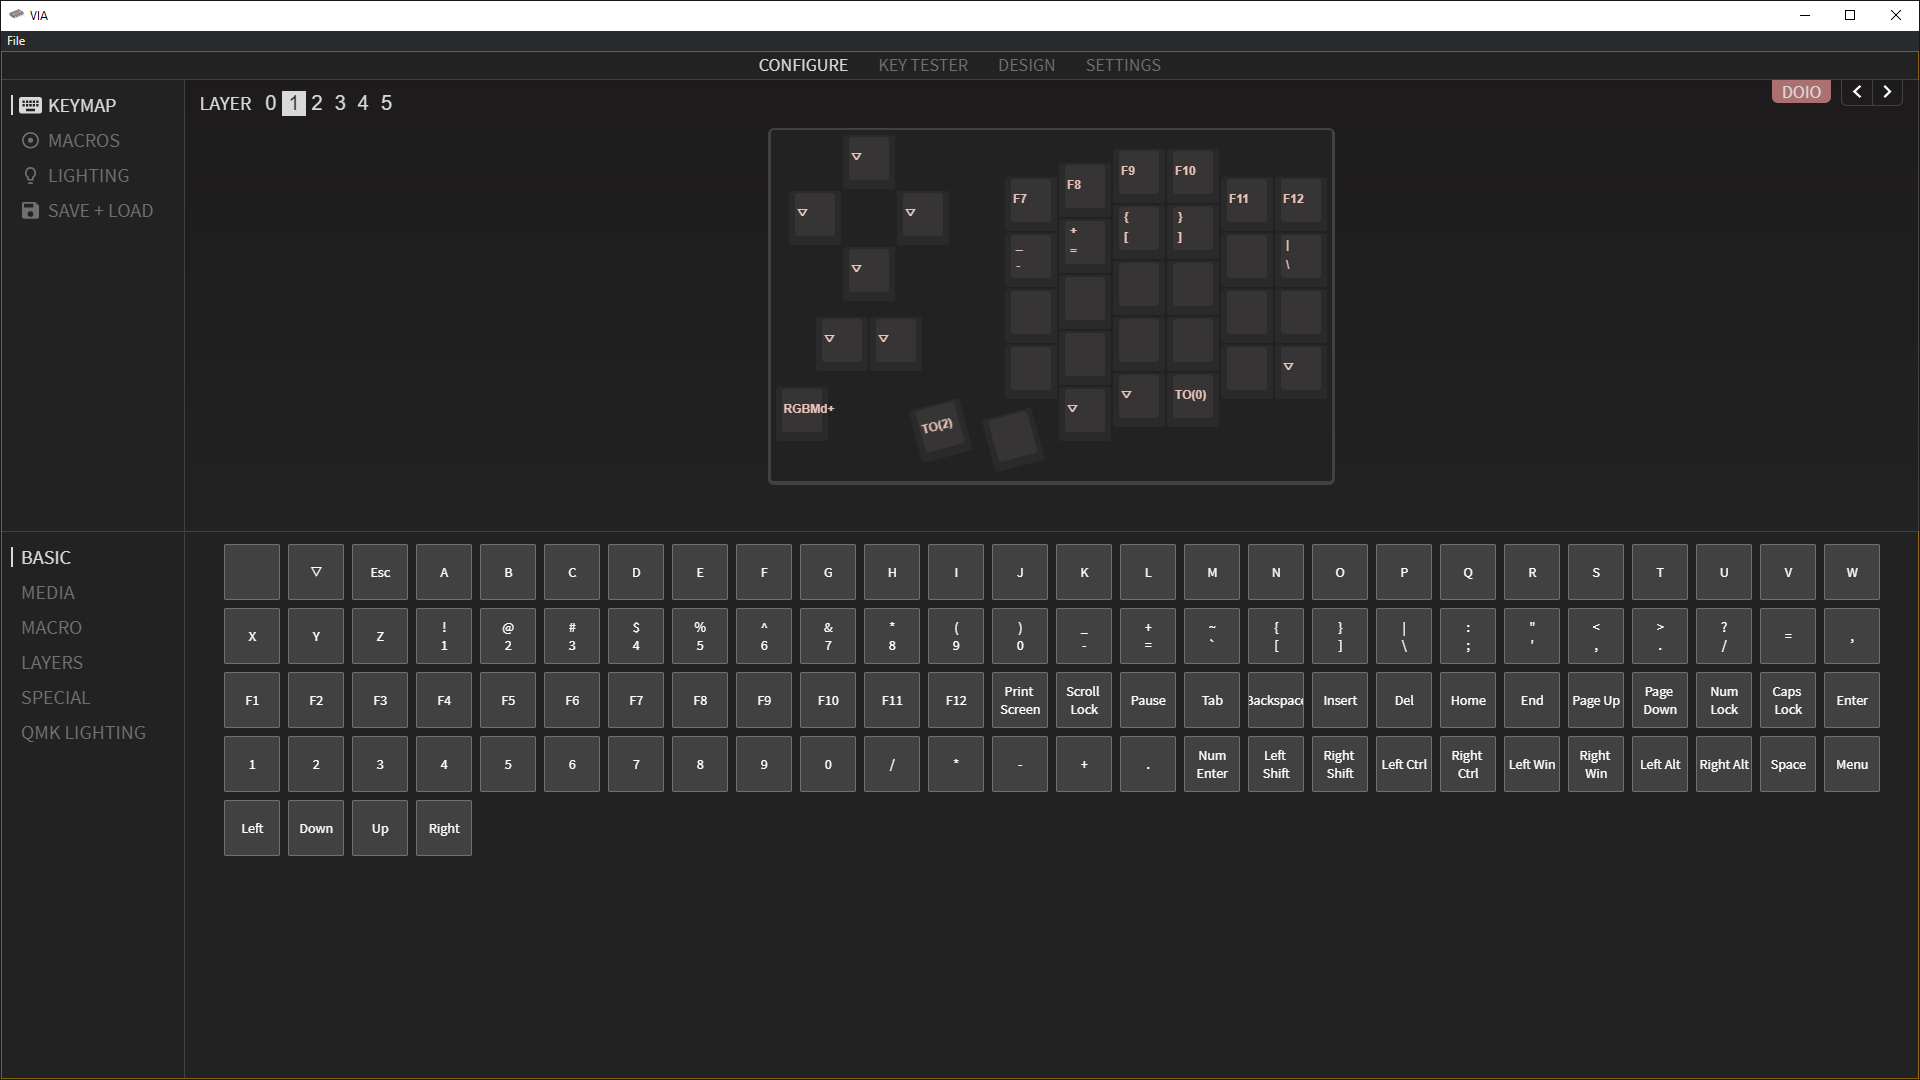 VIA
File
CONFIGURE KEY TESTER DESIGN SETTINGS
KEYMAP
MACROS
LIGHTING
SAVE + LOAD
LAYER 0 1 2 3 4 5
DOIO
▽
▽ ▽
▽
▽ ▽
RGBMd+
TO(2)
F7 F8 F9 F10 F11 F12
_ + { } |
- = [ ] \
▽
▽ ▽ TO(0)
BASIC
MEDIA
MACRO
LAYERS
SPECIAL
QMK LIGHTING
▽ Esc A B C D E F G H I J K L M N O P Q R S T U V W
! @ # $ % ^ & * ( ) _ + ~ { } | : " < > ?
X Y Z 1 2 3 4 5 6 7 8 9 0 - = ` [ ] \ ; ' , . / = ,
F1 F2 F3 F4 F5 F6 F7 F8 F9 F10 F11 F12 Print Screen Scroll Lock Pause Tab Backspace Insert Del Home End Page Up Page Down Num Lock Caps Lock Enter
1 2 3 4 5 6 7 8 9 0 / * - + . Num Enter Left Shift Right Shift Left Ctrl Right Ctrl Left Win Right Win Left Alt Right Alt Space Menu
Left Down Up Right